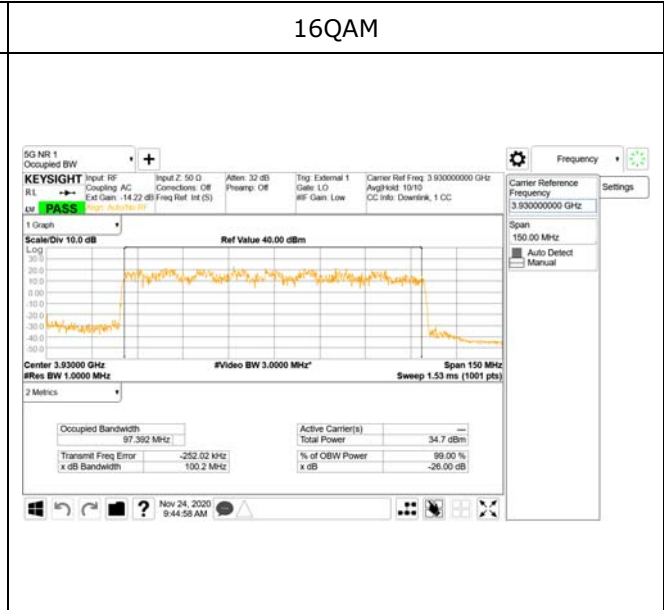 16QAM
5G NR 1
Occupied BW
Frequency
KEYSIGHT
Input: RF
Input Z: 50 Ω
Atten: 32 dB
Trig: External 1
Carrier Ref Freq: 3.930000000 GHz
RL
Coupling: AC
Corrections: Off
Preamp: Off
Gate: LO
Avg|Hold: 10/10
Ext Gain: -14.22 dB
Freq Ref: Int (S)
#IF Gain: Low
CC Info: Downlink, 1 CC
PASS
Align: Auto/No RF
Carrier Reference
Frequency
3.930000000 GHz
Settings
Span
150.00 MHz
Auto Detect
Manual
1 Graph
Scale/Div 10.0 dB
Ref Value 40.00 dBm
Log
30.0
20.0
10.0
0.00
-10.0
-20.0
-30.0
-40.0
-50.0
Center 3.93000 GHz
#Video BW 3.0000 MHz*
Span 150 MHz
#Res BW 1.0000 MHz
Sweep 1.53 ms (1001 pts)
2 Metrics
Occupied Bandwidth
97.392 MHz
Active Carrier(s)
---
Total Power
34.7 dBm
Transmit Freq Error
-252.02 kHz
% of OBW Power
99.00 %
x dB Bandwidth
100.2 MHz
x dB
-26.00 dB
?
Nov 24, 2020
9:44:58 AM